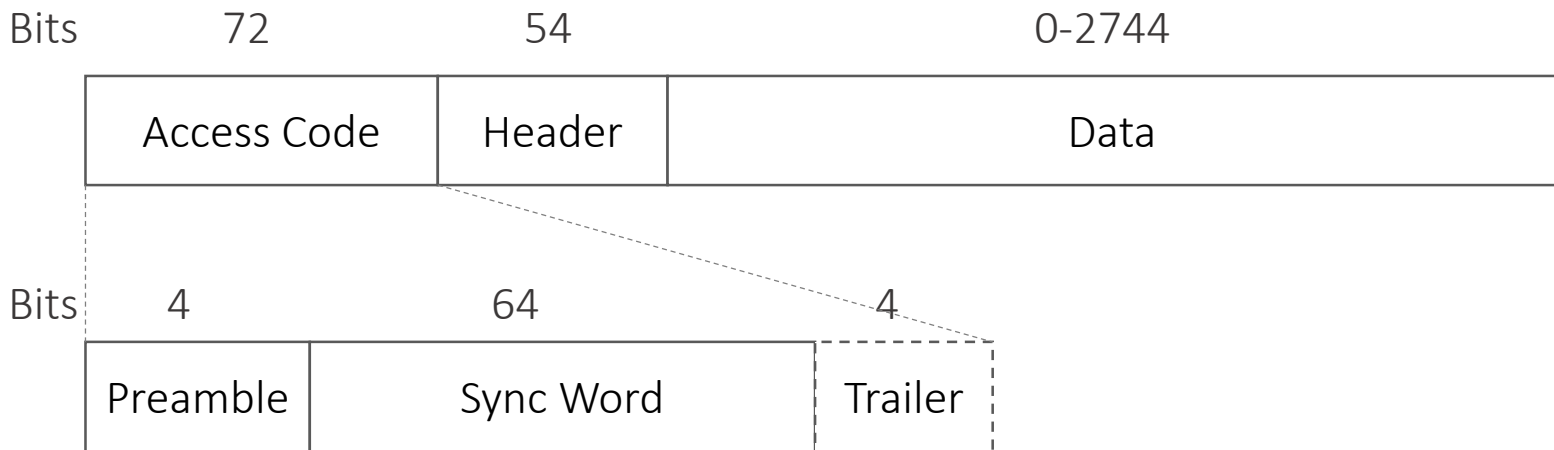 Bits 72 54 0-2744
Access Code Header Data
Bits 4 64 4
Preamble Sync Word Trailer